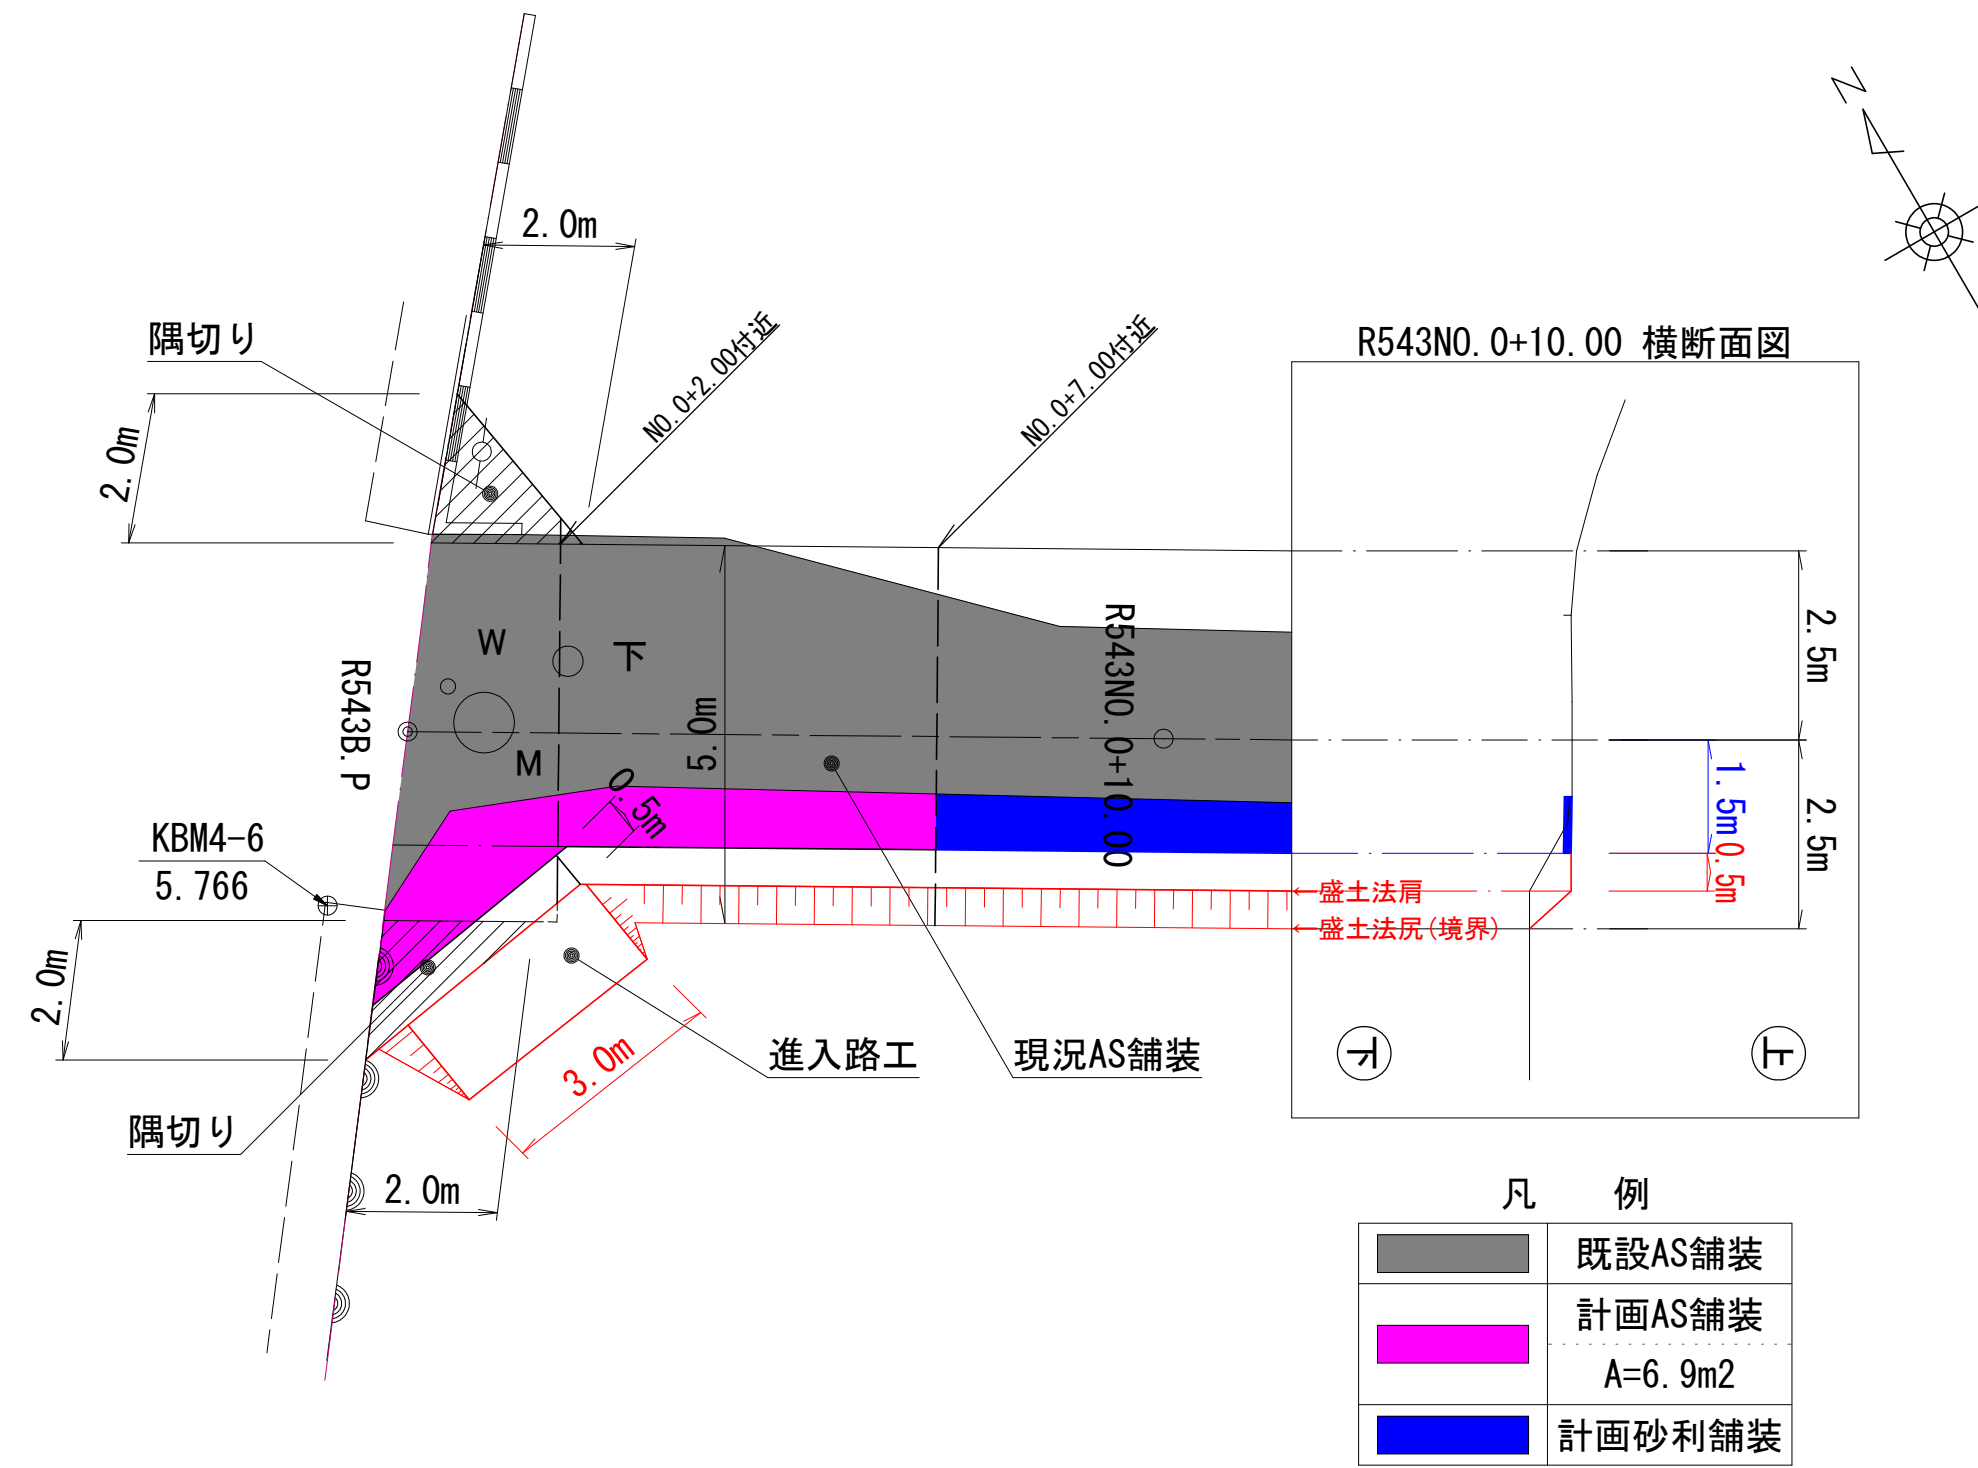 N
2.0m
隅切り
NO.0+2.00付近
NO.0+7.00付近
R543NO.0+10.00 横断面図
2.0m
W
下
R543B.P
M
5.0m
0.5m
R543NO.0+10.00
2.5m
1.5m
0.5m
2.5m
KBM4-6
5.766
←盛土法肩
←盛土法尻(境界)
2.0m
3.0m
進入路工
現況AS舗装
下
上
隅切り
2.0m
凡 例
既設AS舗装
計画AS舗装
A=6.9m2
計画砂利舗装